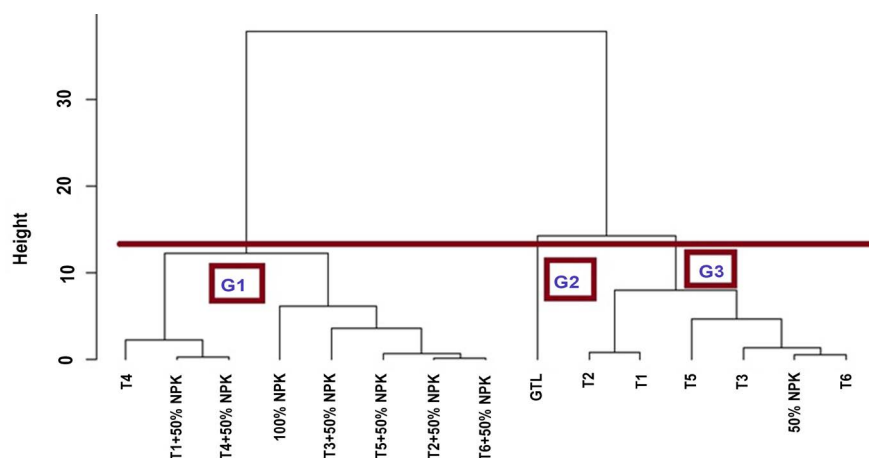 Height
30
20
10
0
G1
G2
G3
T4
T1+50% NPK
T4+50% NPK
100% NPK
T3+50% NPK
T5+50% NPK
T2+50% NPK
T6+50% NPK
GTL
T2
T1
T5
T3
50% NPK
T6